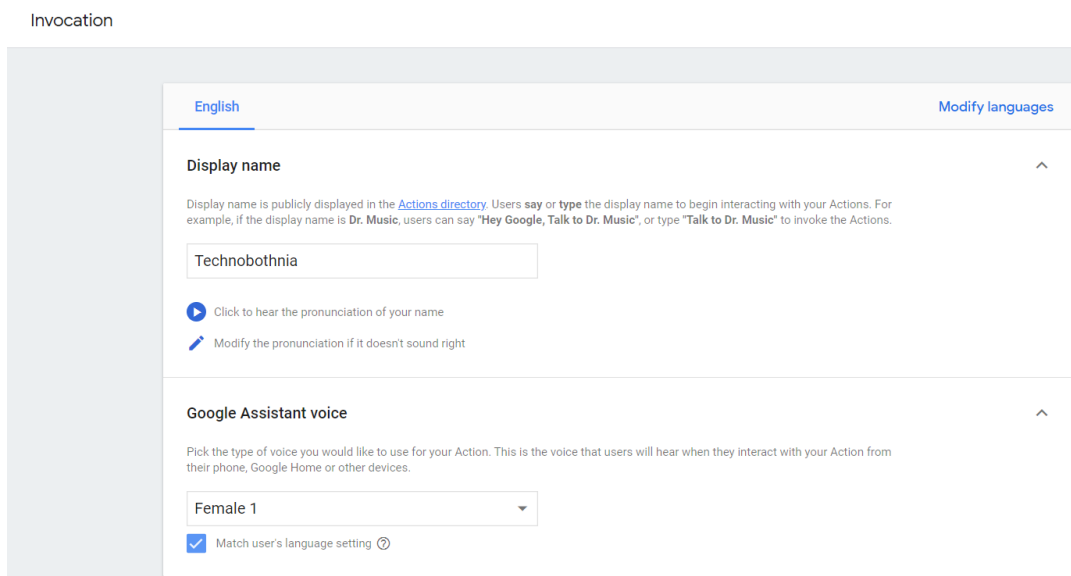 Invocation
English
Modify languages
Display name
Display name is publicly displayed in the Actions directory. Users say or type the display name to begin interacting with your Actions. For
example, if the display name is Dr. Music, users can say "Hey Google, Talk to Dr. Music", or type "Talk to Dr. Music" to invoke the Actions.
Technobothnia
Click to hear the pronunciation of your name
Modify the pronunciation if it doesn't sound right
Google Assistant voice
Pick the type of voice you would like to use for your Action. This is the voice that users will hear when they interact with your Action from
their phone, Google Home or other devices.
Female 1
Match user's language setting ?